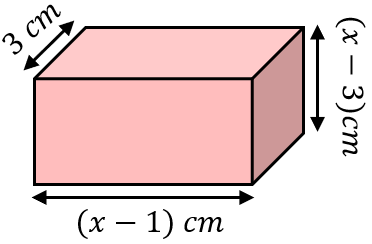 3 cm
(x − 3)cm
(x − 1) cm